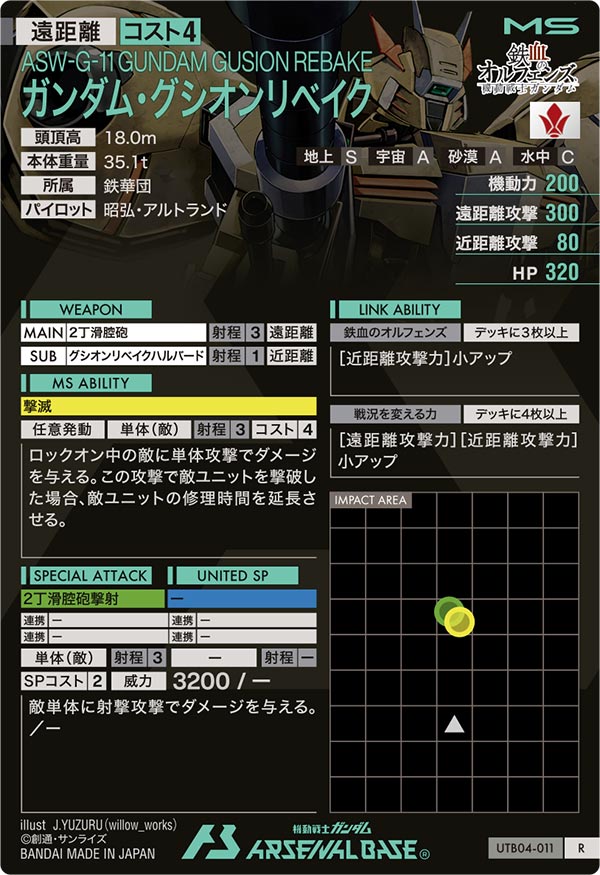 遠距離 コスト4
MS
ASW-G-11 GUNDAM GUSION REBAKE
ガンダム・グシオンリベイク
鉄血のオルフェンズ
機動戦士ガンダム
頭頂高 18.0m
本体重量 35.1t
所属 鉄華団
パイロット 昭弘・アルトランド
地上 S 宇宙 A 砂漠 A 水中 C
機動力 200
遠距離攻撃 300
近距離攻撃 80
HP 320
WEAPON
MAIN 2丁滑腔砲 射程 3 遠距離
SUB グシオンリベイクハルバード 射程 1 近距離
MS ABILITY
撃滅
任意発動 単体(敵) 射程 3 コスト 4
ロックオン中の敵に単体攻撃でダメージ
を与える。この攻撃で敵ユニットを撃破し
た場合、敵ユニットの修理時間を延長さ
せる。
LINK ABILITY
鉄血のオルフェンズ デッキに3枚以上
[近距離攻撃力]小アップ
戦況を変える力 デッキに4枚以上
[遠距離攻撃力][近距離攻撃力]
小アップ
IMPACT AREA
SPECIAL ATTACK UNITED SP
2丁滑腔砲撃射 ー
連携 ー 連携 ー
連携 ー 連携 ー
単体(敵) 射程 3 ー 射程 ー
SPコスト 2 威力 3200 / ー
敵単体に射撃攻撃でダメージを与える。
/ー
illust J.YUZURU(willow_works)
©創通・サンライズ
BANDAI MADE IN JAPAN
機動戦士ガンダム
AB ARSENAL BASE®
UTB04-011 R